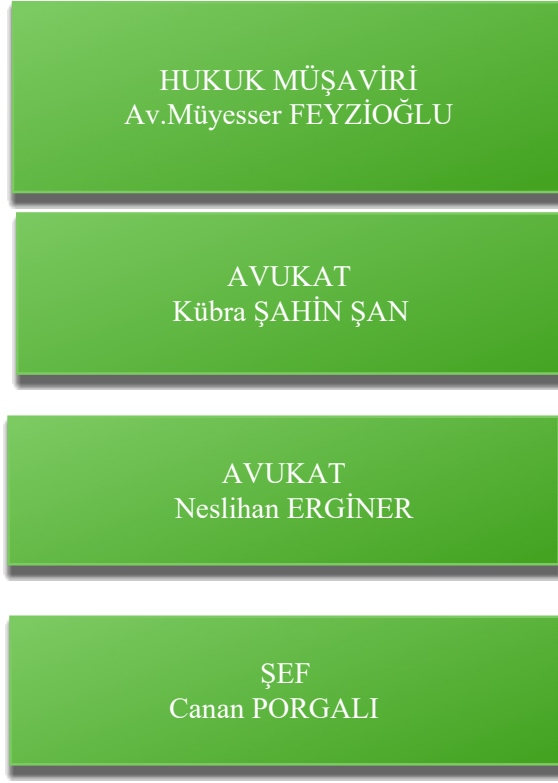 HUKUK MÜŞAVİRİ
Av.Müyesser FEYZİOĞLU
AVUKAT
Kübra ŞAHİN ŞAN
AVUKAT
Neslihan ERGİNER
ŞEF
Canan PORGALI